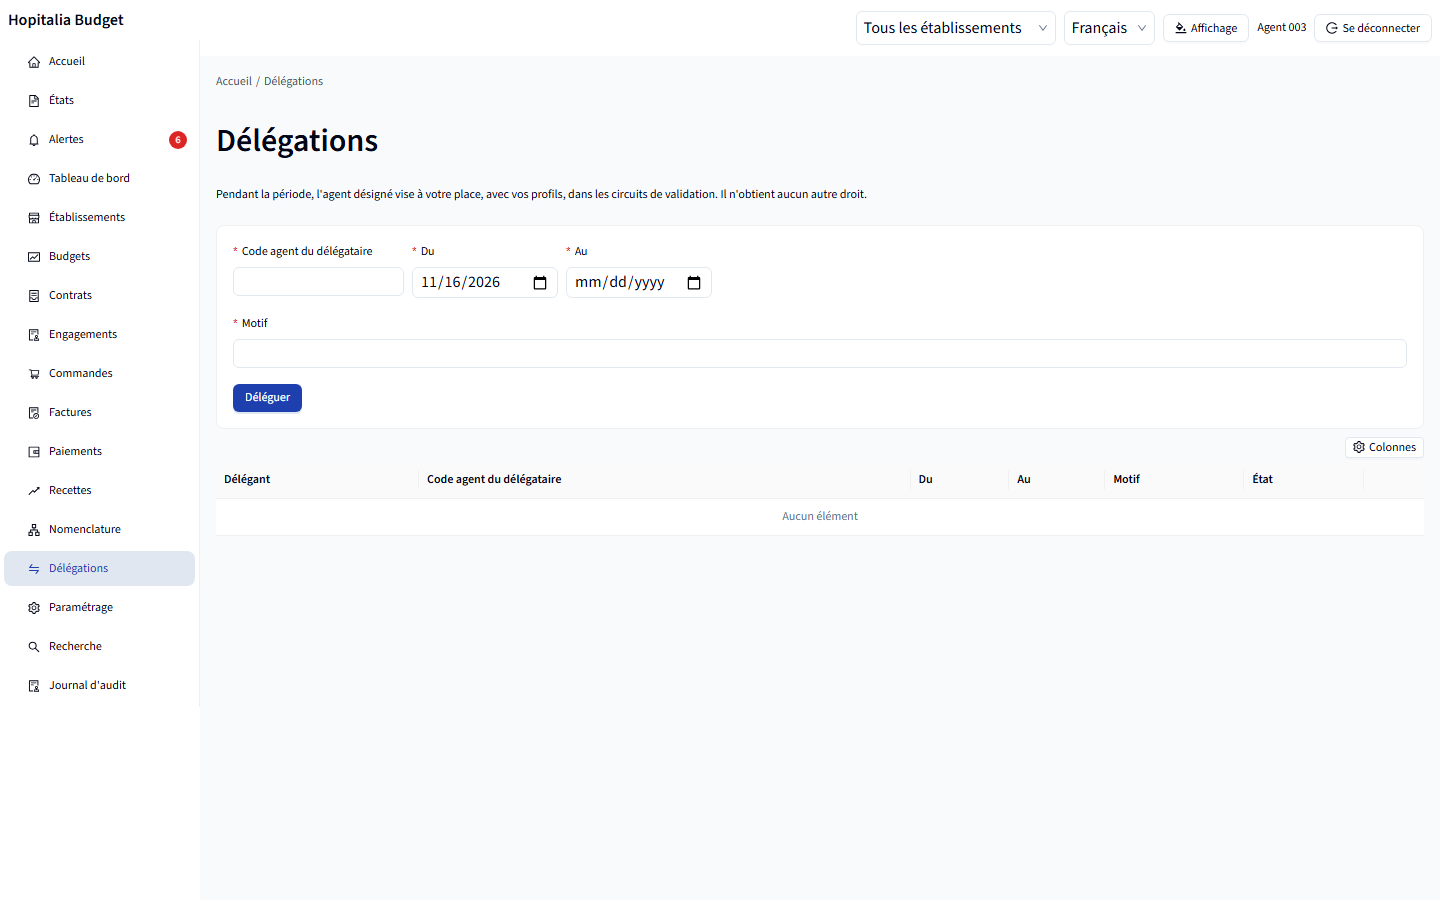 Hopitalia Budget
Tous les établissements
Français
Affichage
Agent 003
Se déconnecter
Accueil
États
Alertes
6
Tableau de bord
Établissements
Budgets
Contrats
Engagements
Commandes
Factures
Paiements
Recettes
Nomenclature
Délégations
Paramétrage
Recherche
Journal d'audit
Accueil / Délégations
Délégations
Pendant la période, l'agent désigné vise à votre place, avec vos profils, dans les circuits de validation. Il n'obtient aucun autre droit.
* Code agent du délégataire
* Du
* Au
11/16/2026
mm/dd/yyyy
* Motif
Déléguer
Colonnes
Délégant
Code agent du délégataire
Du
Au
Motif
État
Aucun élément